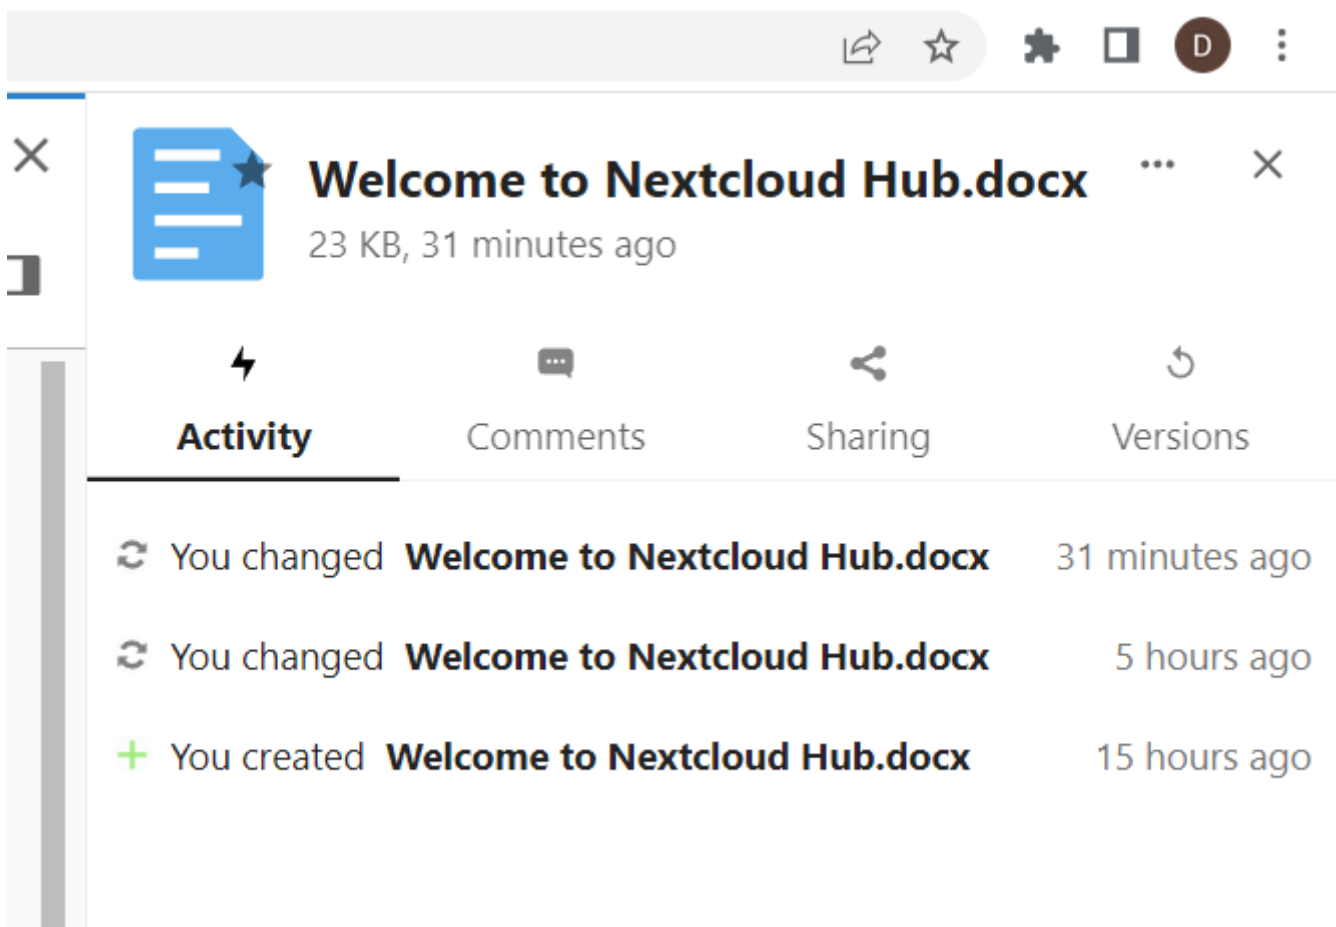 D
Welcome to Nextcloud Hub.docx
23 KB, 31 minutes ago
Activity Comments Sharing Versions
You changed Welcome to Nextcloud Hub.docx 31 minutes ago
You changed Welcome to Nextcloud Hub.docx 5 hours ago
You created Welcome to Nextcloud Hub.docx 15 hours ago